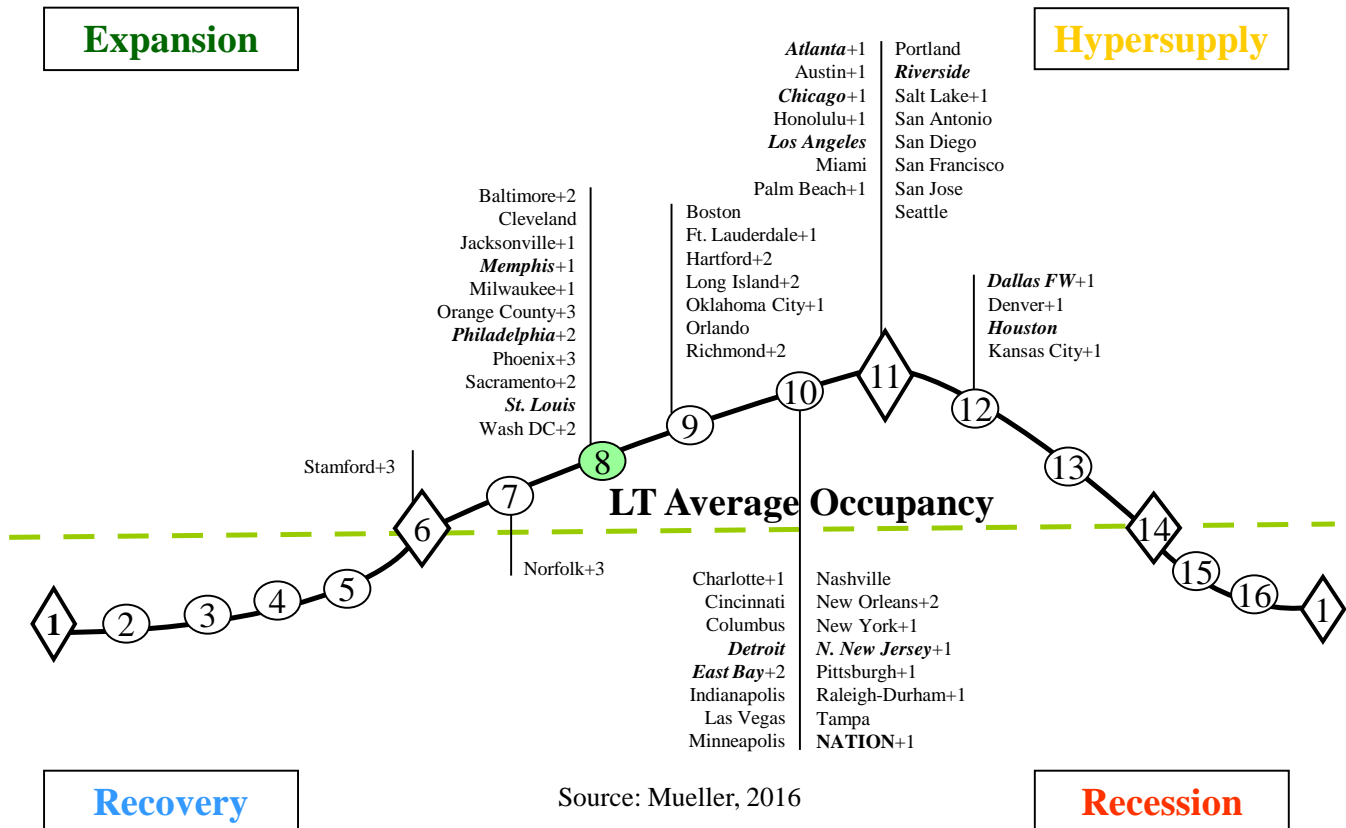 Expansion
Hypersupply
Atlanta+1
Austin+1
Chicago+1
Honolulu+1
Los Angeles
Miami
Palm Beach+1
Portland
Riverside
Salt Lake+1
San Antonio
San Diego
San Francisco
San Jose
Seattle
Baltimore+2
Cleveland
Jacksonville+1
Memphis+1
Milwaukee+1
Orange County+3
Philadelphia+2
Phoenix+3
Sacramento+2
St. Louis
Wash DC+2
Boston
Ft. Lauderdale+1
Hartford+2
Long Island+2
Oklahoma City+1
Orlando
Richmond+2
Dallas FW+1
Denver+1
Houston
Kansas City+1
Stamford+3
1
2
3
4
5
6
7
8
9
10
11
12
13
14
15
16
1
LT Average Occupancy
Norfolk+3
Charlotte+1
Cincinnati
Columbus
Detroit
East Bay+2
Indianapolis
Las Vegas
Minneapolis
Nashville
New Orleans+2
New York+1
N. New Jersey+1
Pittsburgh+1
Raleigh-Durham+1
Tampa
NATION+1
Recovery
Source: Mueller, 2016
Recession